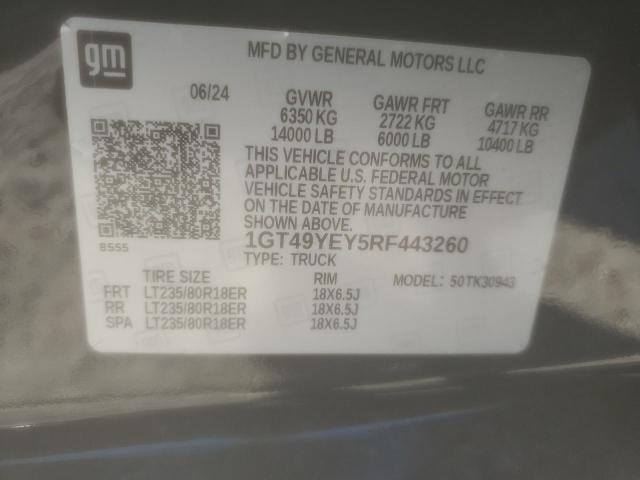 gm
MFD BY GENERAL MOTORS LLC
06/24 GVWR GAWR FRT GAWR RR
6350 KG 2722 KG 4717 KG
14000 LB 6000 LB 10400 LB
THIS VEHICLE CONFORMS TO ALL
APPLICABLE U.S. FEDERAL MOTOR
VEHICLE SAFETY STANDARDS IN EFFECT
ON THE DATE OF MANUFACTURE
SHOWN ABOVE.
8555
1GT49YEY5RF443260
TYPE: TRUCK MODEL: 50TK30943
TIRE SIZE RIM
FRT LT235/80R18ER 18X6.5J
RR LT235/80R18ER 18X6.5J
SPA LT235/80R18ER 18X6.5J